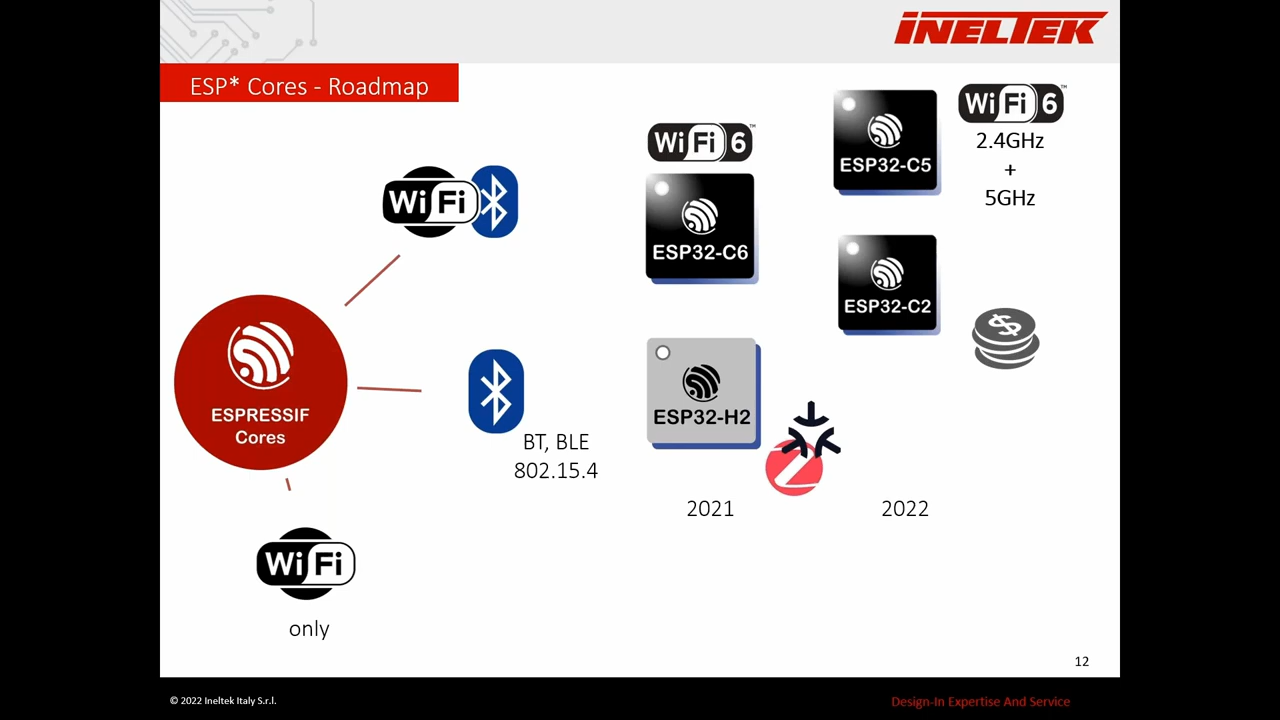 iNELTEK
ESP* Cores - Roadmap
WiFi 6
ESP32-C5
WiFi 6
2.4GHz
+
5GHz
WiFi
ESP32-C6
ESP32-C2
$
ESPRESSIF
Cores
BT, BLE
802.15.4
ESP32-H2
2021
2022
WiFi
only
12
© 2022 Ineltek Italy S.r.l.
Design-In Expertise And Service